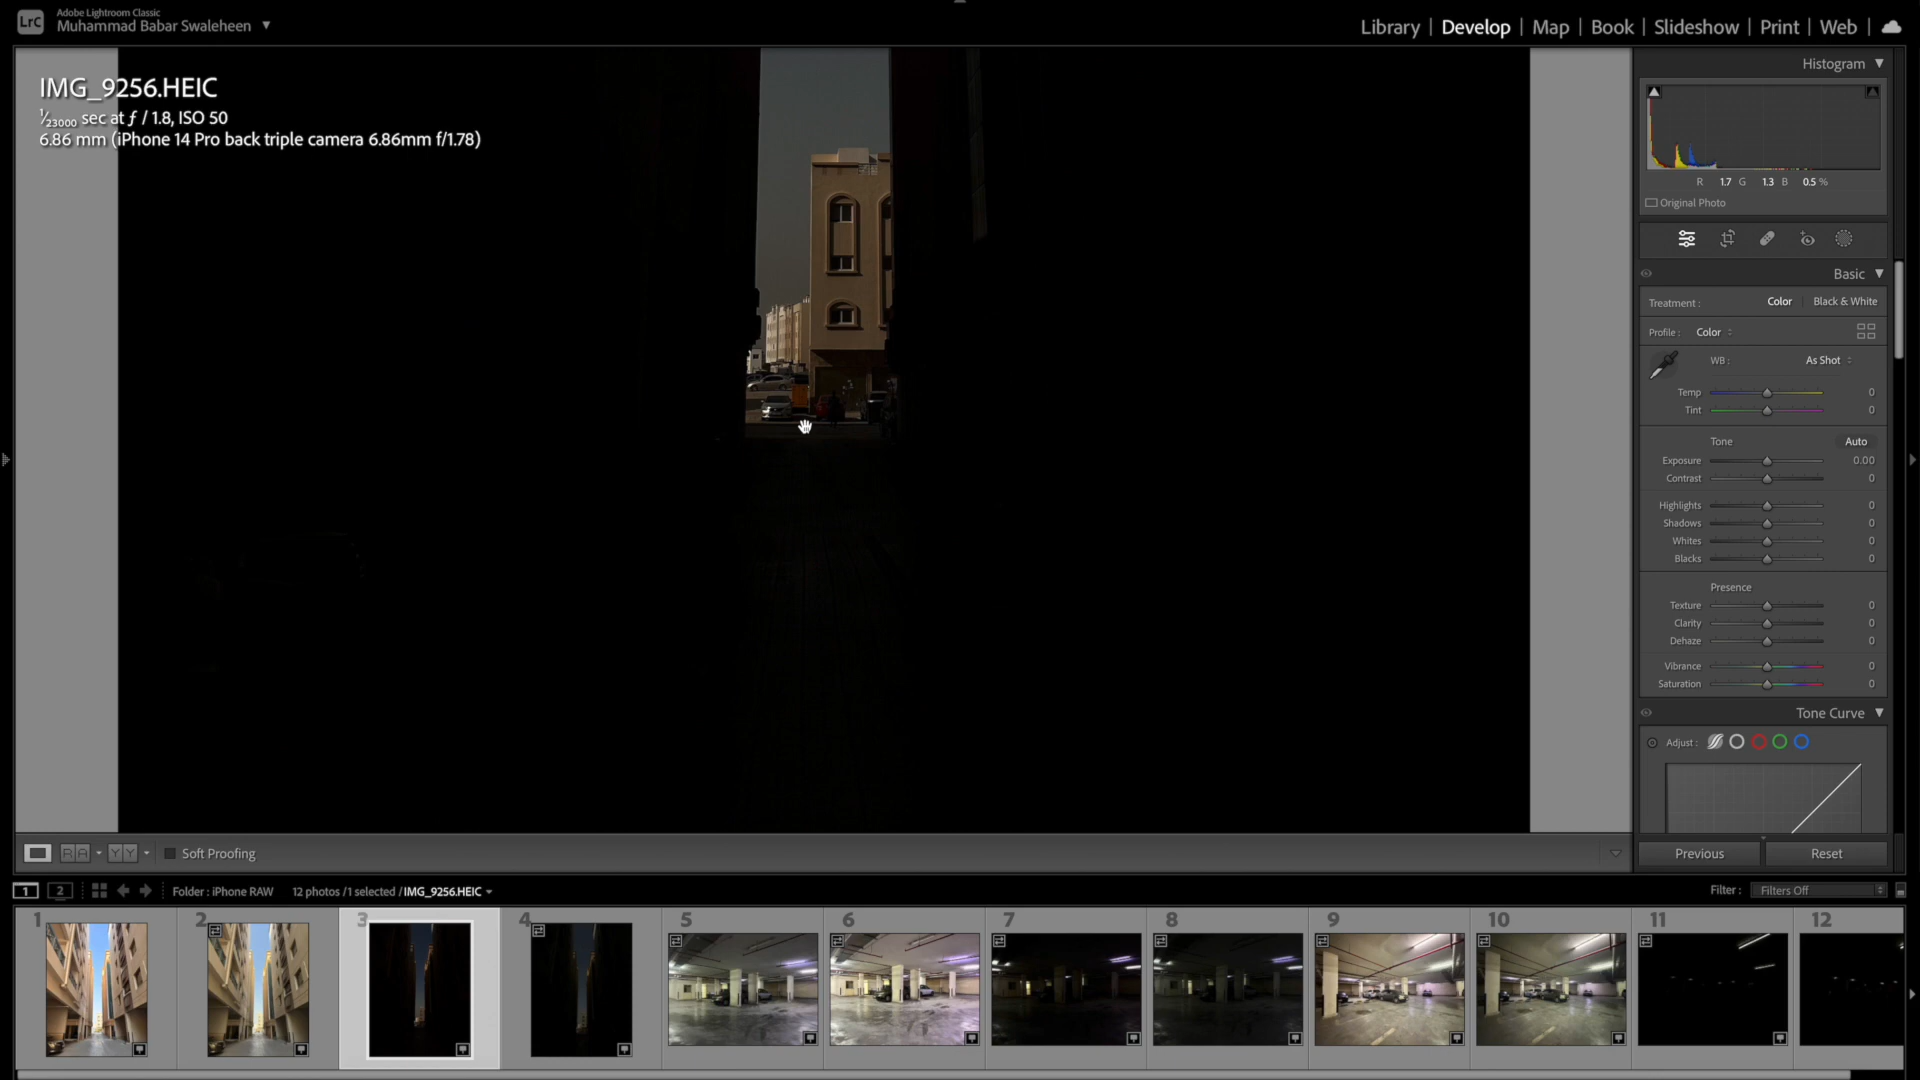 LrC
Adobe Lightroom Classic
Muhammad Babar Swaleheen
Library | Develop | Map | Book | Slideshow | Print | Web
IMG_9256.HEIC
1/23000 sec at ƒ / 1.8, ISO 50
6.86 mm (iPhone 14 Pro back triple camera 6.86mm f/1.78)
Histogram
R 1.7 G 1.3 B 0.5 %
Original Photo
Basic
Treatment : Color Black & White
Profile : Color
WB : As Shot
Temp 0
Tint 0
Tone Auto
Exposure 0.00
Contrast 0
Highlights 0
Shadows 0
Whites 0
Blacks 0
Presence
Texture 0
Clarity 0
Dehaze 0
Vibrance 0
Saturation 0
Tone Curve
Adjust :
RA YY Soft Proofing
Previous Reset
1 2 Folder : iPhone RAW 12 photos /1 selected /IMG_9256.HEIC
Filter : Filters Off
1 2 3 4 5 6 7 8 9 10 11 12